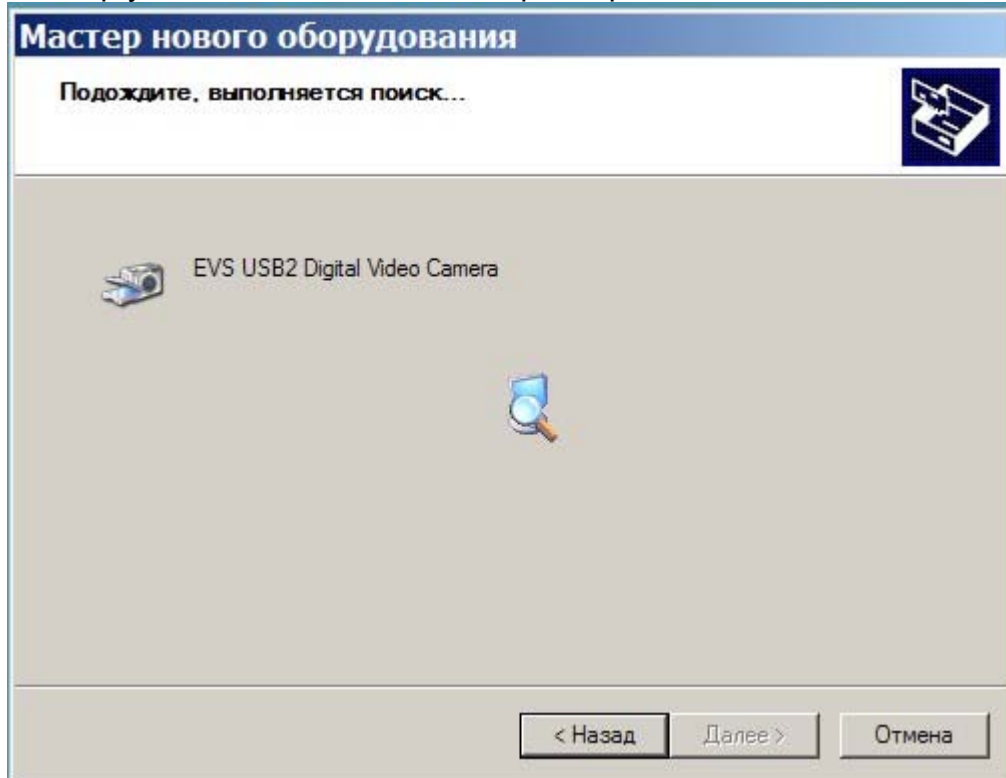 Мастер нового оборудования
Подождите, выполняется поиск...
EVS USB2 Digital Video Camera
< Назад
Далее >
Отмена